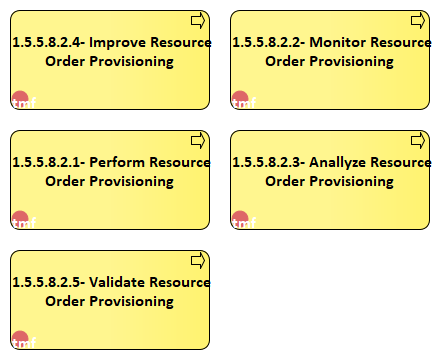 1.5.5.8.2.4- Improve Resource
Order Provisioning
tmf
1.5.5.8.2.2- Monitor Resource
Order Provisioning
tmf
1.5.5.8.2.1- Perform Resource
Order Provisioning
tmf
1.5.5.8.2.3- Anallyze Resource
Order Provisioning
tmf
1.5.5.8.2.5- Validate Resource
Order Provisioning
tmf